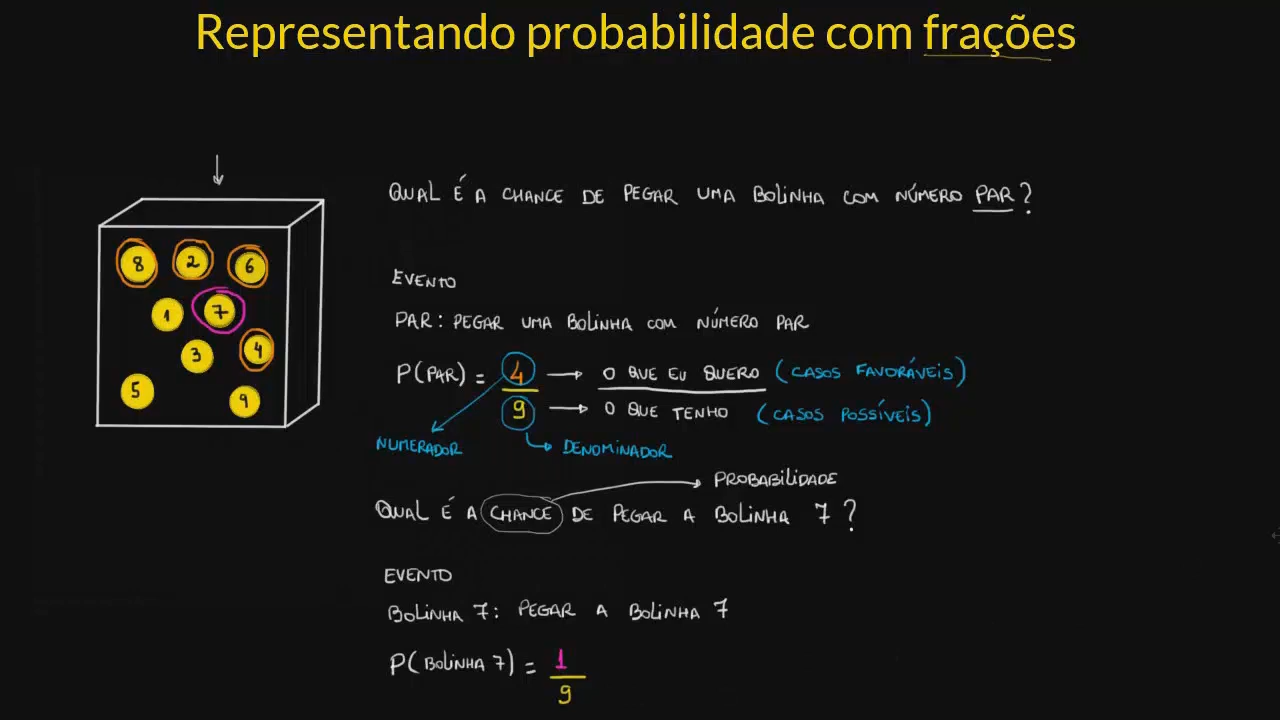 Representando probabilidade com frações
QUAL É A CHANCE DE PEGAR UMA BOLINHA COM NÚMERO PAR?
8 2 6
1 7
3 4
5 9
EVENTO
PAR: PEGAR UMA BOLINHA COM NÚMERO PAR
P(PAR) = 4/9
O QUE EU QUERO (CASOS FAVORÁVEIS)
O QUE TENHO (CASOS POSSÍVEIS)
NUMERADOR DENOMINADOR
PROBABILIDADE
QUAL É A CHANCE DE PEGAR A BOLINHA 7?
EVENTO
BOLINHA 7: PEGAR A BOLINHA 7
P(BOLINHA 7) = 1/9